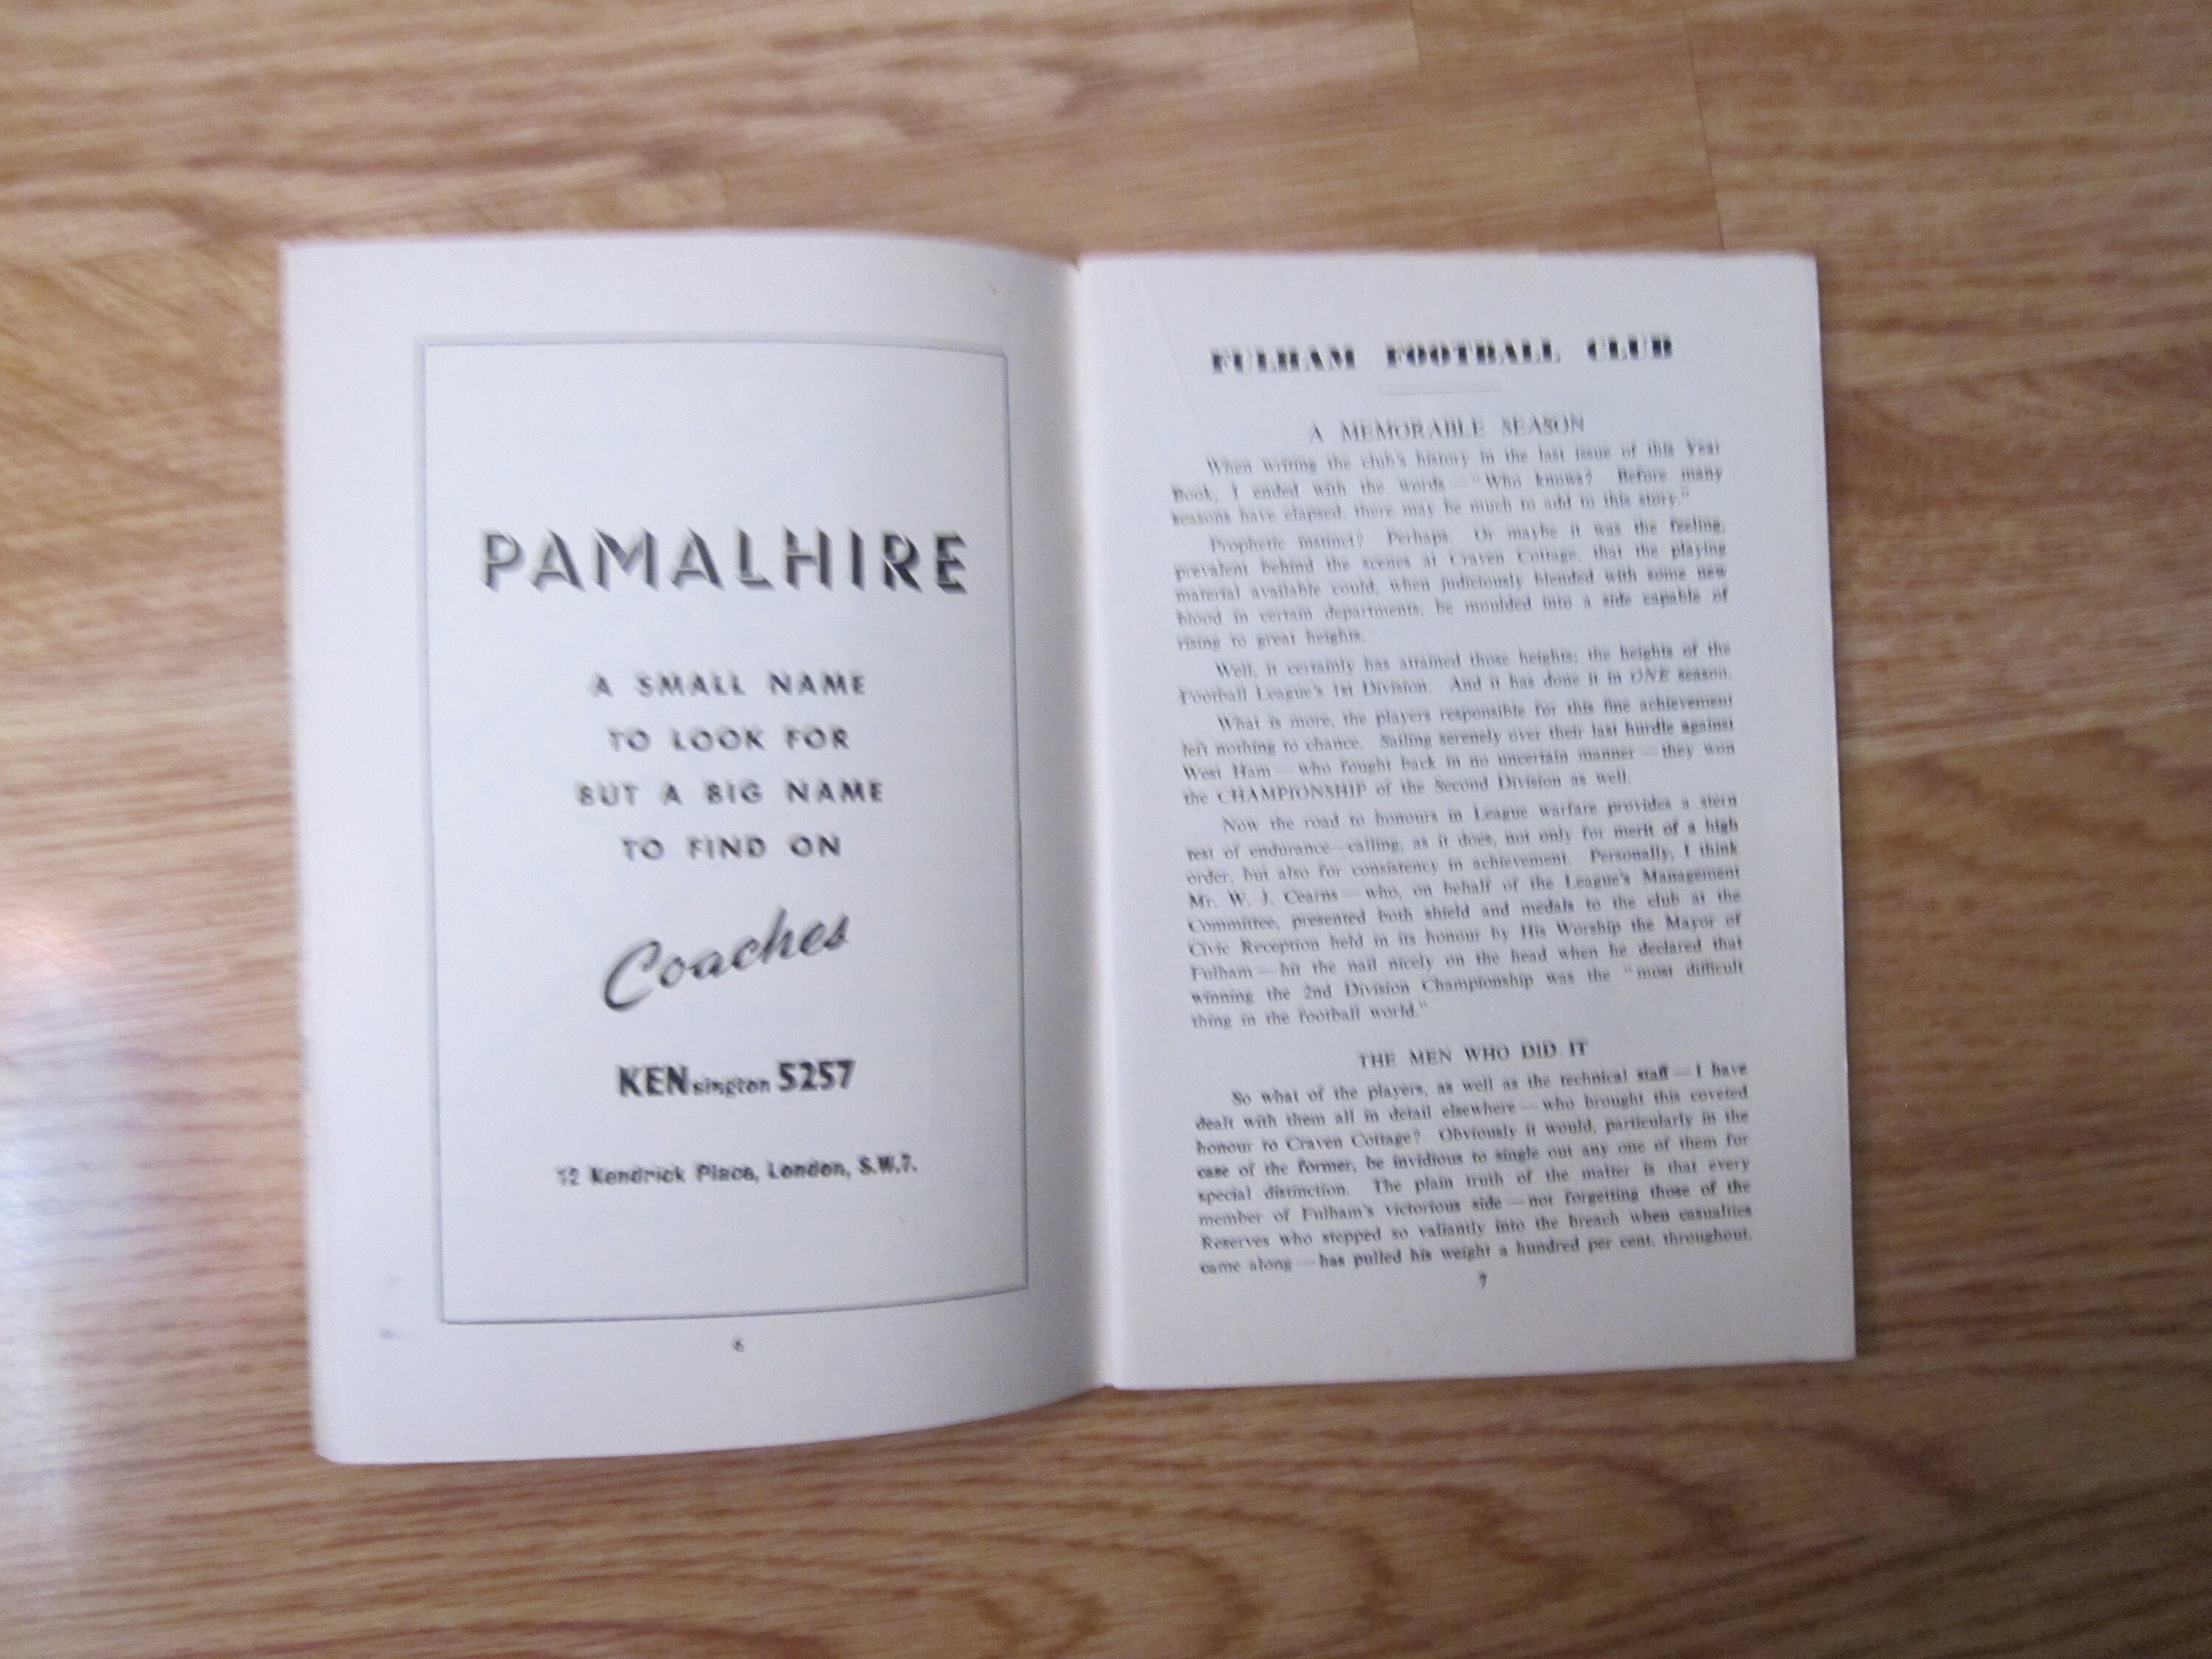 PAMALHIRE
A SMALL NAME
TO LOOK FOR
BUT A BIG NAME
TO FIND ON
Coaches
KENsington 5257
12 Kendrick Place, London, S.W.7.
6
FULHAM FOOTBALL CLUB
A MEMORABLE SEASON
When writing the club's history in the last issue of this Year
Book, I ended with the words—"Who knows? Before many
seasons have elapsed, there may be much to add to this story."
Prophetic instinct? Perhaps. Or maybe it was the feeling,
prevalent behind the scenes at Craven Cottage, that the playing
material available could, when judiciously blended with some new
blood in certain departments, be moulded into a side capable of
rising to great heights.
Well, it certainly has attained those heights; the heights of the
Football League's 1st Division. And it has done it in ONE season.
What is more, the players responsible for this fine achievement
left nothing to chance. Sailing serenely over their last hurdle against
West Ham—who fought back in no uncertain manner—they won
the CHAMPIONSHIP of the Second Division as well.
Now the road to honours in League warfare provides a stern
test of endurance—calling, as it does, not only for merit of a high
order, but also for consistency in achievement. Personally, I think
Mr. W. J. Cearns—who, on behalf of the League's Management
Committee, presented both shield and medals to the club at the
Civic Reception held in its honour by His Worship the Mayor of
Fulham—hit the nail nicely on the head when he declared that
winning the 2nd Division Championship was the "most difficult
thing in the football world."
THE MEN WHO DID IT
So what of the players, as well as the technical staff—I have
dealt with them all in detail elsewhere—who brought this coveted
honour to Craven Cottage? Obviously it would, particularly in the
case of the former, be invidious to single out any one of them for
special distinction. The plain truth of the matter is that every
member of Fulham's victorious side—not forgetting those of the
Reserves who stepped so valiantly into the breach when casualties
came along—has pulled his weight a hundred per cent. throughout.
7